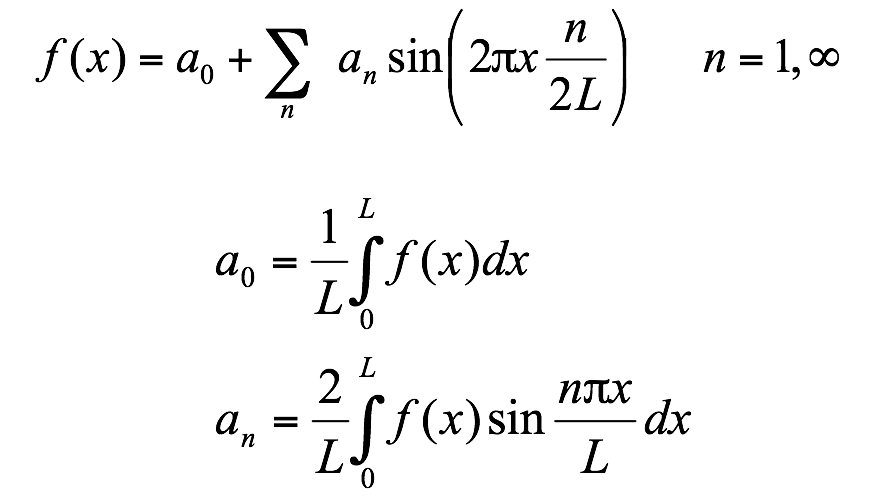 f(x) = a₀ + ∑ₙ aₙ sin(2πx n/2L) n = 1,∞
a₀ = 1/L ∫₀ᴸ f(x)dx
aₙ = 2/L ∫₀ᴸ f(x) sin nπx/L dx